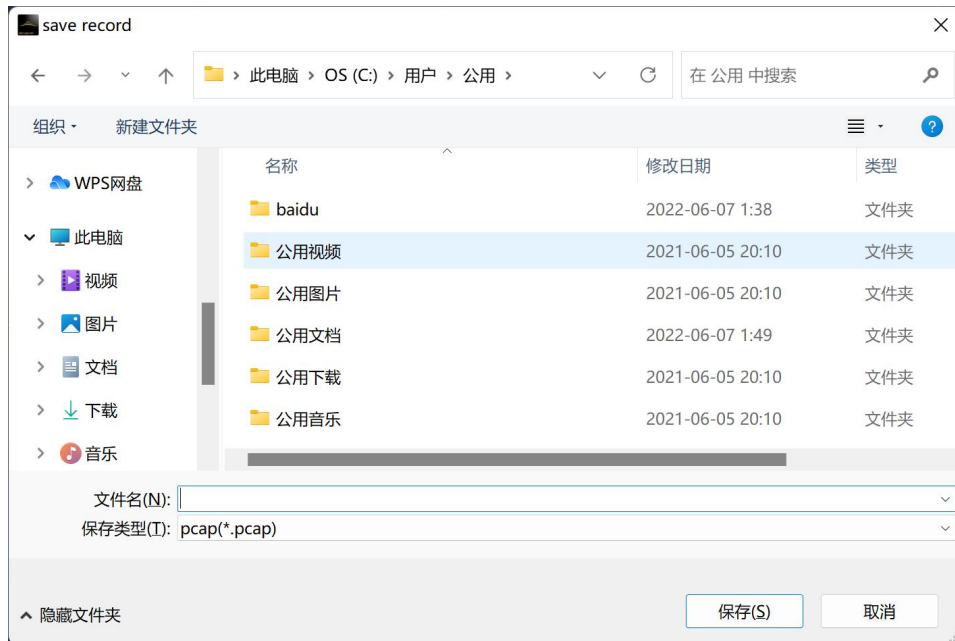 save record
此电脑 > OS (C:) > 用户 > 公用 >
在 公用 中搜索
组织
新建文件夹
?
名称 修改日期 类型
WPS网盘
此电脑
视频
图片
文档
下载
音乐
baidu 2022-06-07 1:38 文件夹
公用视频 2021-06-05 20:10 文件夹
公用图片 2021-06-05 20:10 文件夹
公用文档 2022-06-07 1:49 文件夹
公用下载 2021-06-05 20:10 文件夹
公用音乐 2021-06-05 20:10 文件夹
文件名(N):
保存类型(T): pcap(*.pcap)
隐藏文件夹
保存(S)
取消